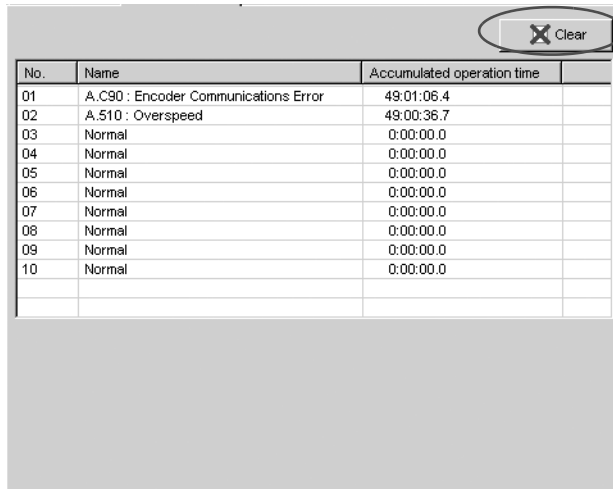 Clear
No. Name Accumulated operation time
01 A.C90 : Encoder Communications Error 49:01:06.4
02 A.510 : Overspeed 49:00:36.7
03 Normal 0:00:00.0
04 Normal 0:00:00.0
05 Normal 0:00:00.0
06 Normal 0:00:00.0
07 Normal 0:00:00.0
08 Normal 0:00:00.0
09 Normal 0:00:00.0
10 Normal 0:00:00.0